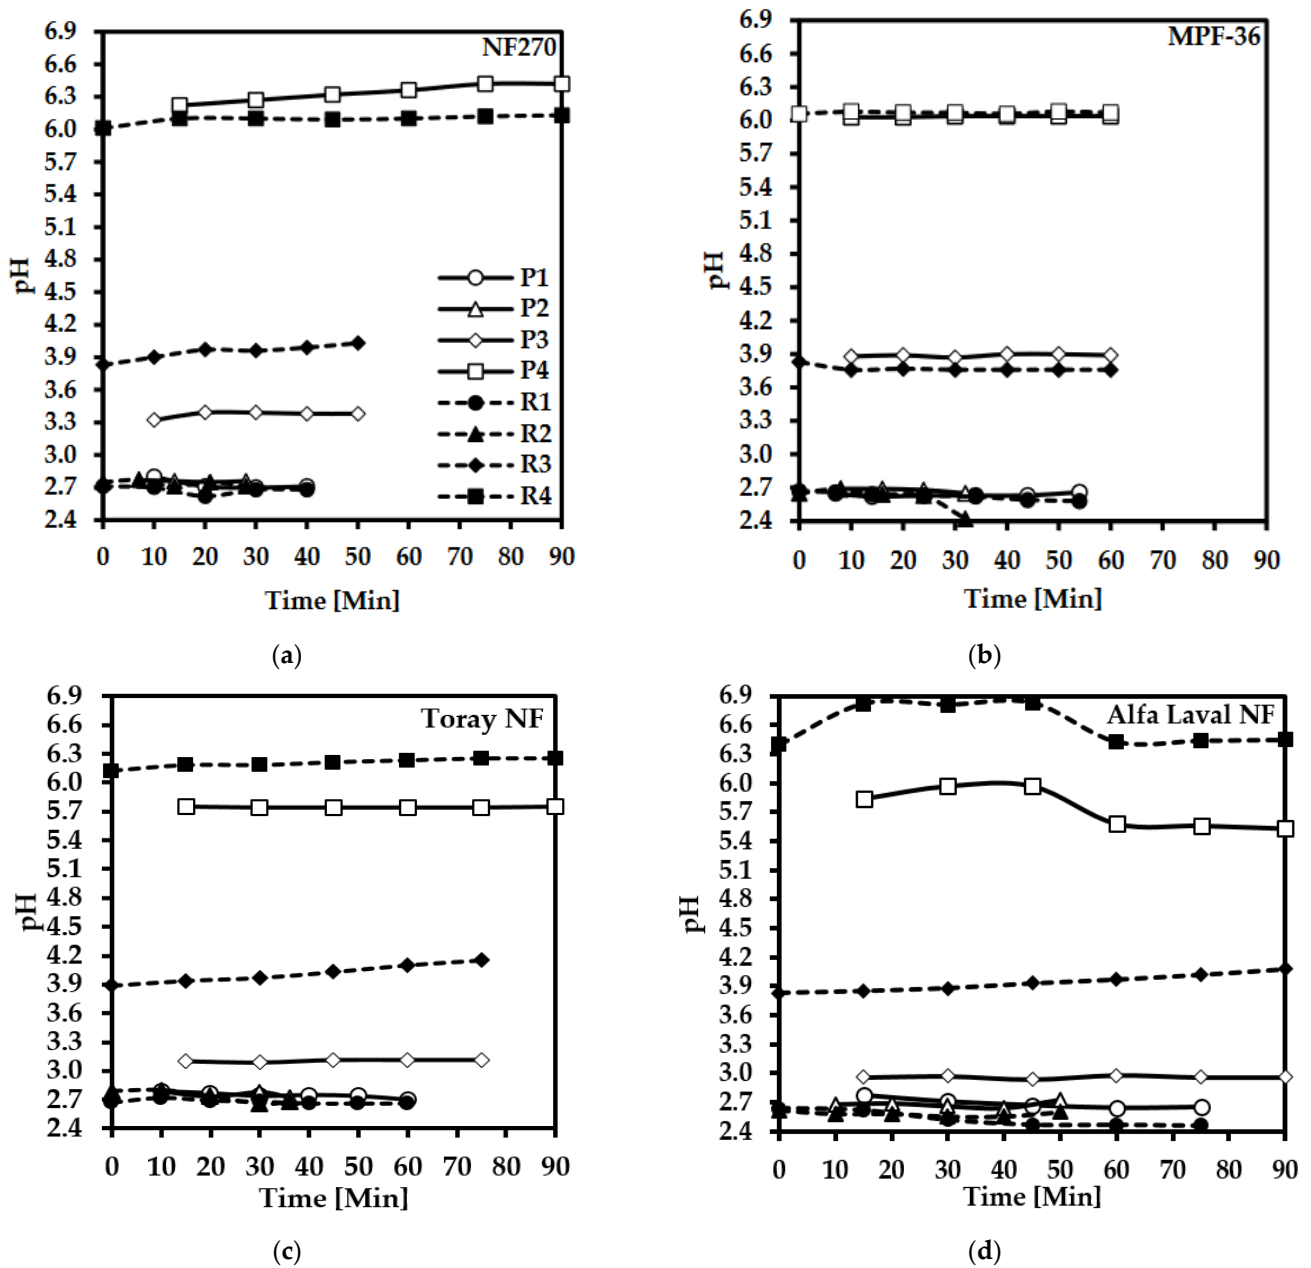 NF270
6.9
6.6
6.3
6.0
5.7
5.4
5.1
4.8
4.5
4.2
3.9
3.6
3.3
3.0
2.7
2.4
pH
P1
P2
P3
P4
R1
R2
R3
R4
0 10 20 30 40 50 60 70 80 90
Time [Min]
(a)
MPF-36
6.9
6.6
6.3
6.0
5.7
5.4
5.1
4.8
4.5
4.2
3.9
3.6
3.3
3.0
2.7
2.4
pH
0 10 20 30 40 50 60 70 80 90
Time [Min]
(b)
Toray NF
6.9
6.6
6.3
6.0
5.7
5.4
5.1
4.8
4.5
4.2
3.9
3.6
3.3
3.0
2.7
2.4
pH
0 10 20 30 40 50 60 70 80 90
Time [Min]
(c)
Alfa Laval NF
6.9
6.6
6.3
6.0
5.7
5.4
5.1
4.8
4.5
4.2
3.9
3.6
3.3
3.0
2.7
2.4
pH
0 10 20 30 40 50 60 70 80 90
Time [Min]
(d)